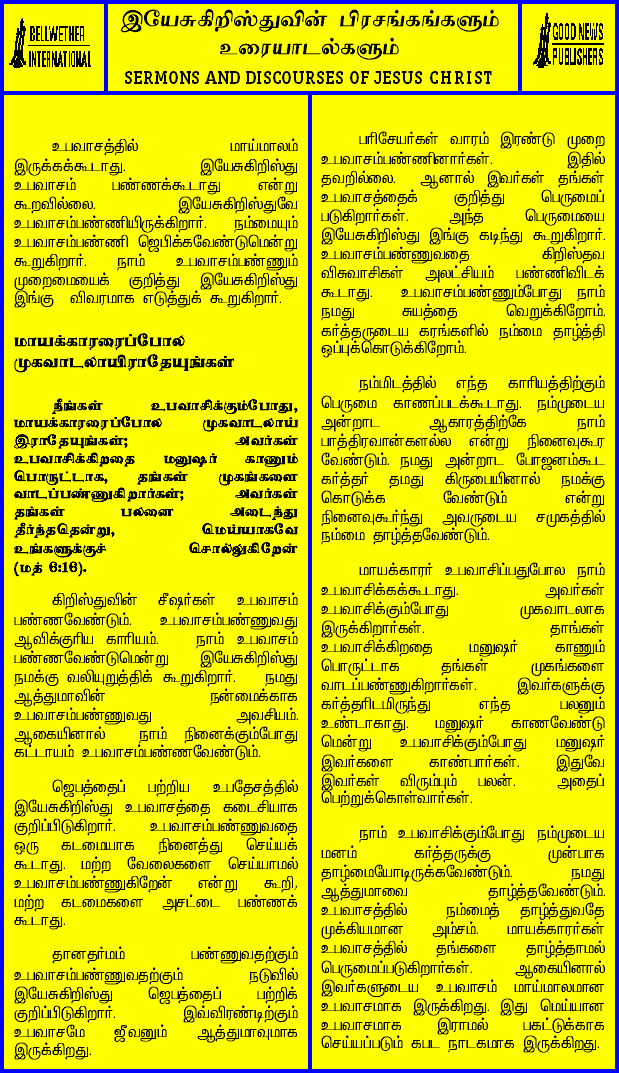 BELLWETHER
INTERNATIONAL
இயேசுகிறிஸ்துவின் பிரசங்கங்களும்
உரையாடல்களும்
SERMONS AND DISCOURSES OF JESUS CHRIST
GOOD NEWS
PUBLISHERS
உபவாசத்தில் மாய்மாலம்
இருக்கக்கூடாது. இயேசுகிறிஸ்து
உபவாசம் பண்ணக்கூடாது என்று
கூறவில்லை. இயேசுகிறிஸ்துவே
உபவாசம்பண்ணியிருக்கிறார். நம்மையும்
உபவாசம்பண்ணி ஜெபிக்கவேண்டுமென்று
கூறுகிறார். நாம் உபவாசம்பண்ணும்
முறைமையைக் குறித்து இயேசுகிறிஸ்து
இங்கு விவரமாக எடுத்துக் கூறுகிறார்.
மாயக்காரரைப்போல்
முகவாடலாயிராதேயுங்கள்
நீங்கள் உபவாசிக்கும்போது,
மாயக்காரரைப்போல முகவாடலாய்
இராதேயுங்கள்; அவர்கள்
உபவாசிக்கிறதை மனுஷர் காணும்
பொருட்டாக, தங்கள் முகங்களை
வாடப்பண்ணுகிறார்கள்; அவர்கள்
தங்கள் பலனை அடைந்து
தீர்ந்ததென்று, மெய்யாகவே
உங்களுக்குச் சொல்லுகிறேன்
(மத் 6:16).
கிறிஸ்துவின் சீஷர்கள் உபவாசம்
பண்ணவேண்டும். உபவாசம்பண்ணுவது
ஆவிக்குரிய காரியம். நாம் உபவாசம்
பண்ணவேண்டுமென்று இயேசுகிறிஸ்து
நமக்கு வலியுறுத்திக் கூறுகிறார். நமது
ஆத்துமாவின் நன்மைக்காக
உபவாசம்பண்ணுவது அவசியம்.
ஆகையினால் நாம் நினைக்கும்போது
கட்டாயம் உபவாசம்பண்ணவேண்டும்.
ஜெபத்தைப் பற்றிய உபதேசத்தில்
இயேசுகிறிஸ்து உபவாசத்தை கடைசியாக
குறிப்பிடுகிறார். உபவாசம்பண்ணுவதை
ஒரு கடமையாக நினைத்து செய்யக்
கூடாது. மற்ற வேலைகளை செய்யாமல்
உபவாசம்பண்ணுகிறேன் என்று கூறி,
மற்ற கடமைகளை அசட்டை பண்ணக்
கூடாது.
தானதர்மம் பண்ணுவதற்கும்
உபவாசம்பண்ணுவதற்கும் நடுவில்
இயேசுகிறிஸ்து ஜெபத்தைப் பற்றிக்
குறிப்பிடுகிறார். இவ்விரண்டிற்கும்
உபவாசமே ஜீவனும் ஆத்துமாவுமாக
இருக்கிறது.
பரிசேயர்கள் வாரம் இரண்டு முறை
உபவாசம்பண்ணினார்கள். இதில்
தவறில்லை. ஆனால் இவர்கள் தங்கள்
உபவாசத்தைக் குறித்து பெருமைப்
படுகிறார்கள். அந்த பெருமையை
இயேசுகிறிஸ்து இங்கு கடிந்து கூறுகிறார்.
உபவாசம்பண்ணுவதை கிறிஸ்தவ
விசுவாசிகள் அலட்சியம் பண்ணிவிடக்
கூடாது. உபவாசம்பண்ணும்போது நாம்
நமது சுயத்தை வெறுக்கிறோம்.
கர்த்தருடைய கரங்களில் நம்மை தாழ்த்தி
ஒப்புக்கொடுக்கிறோம்.
நம்மிடத்தில் எந்த காரியத்திற்கும்
பெருமை காணப்படக்கூடாது. நம்முடைய
அன்றாட ஆகாரத்திற்கே நாம்
பாத்திரவான்களல்ல என்று நினைவுகூர
வேண்டும். நமது அன்றாட போஜனம்கூட
கர்த்தர் தமது கிருபையினால் நமக்கு
கொடுக்க வேண்டும் என்று
நினைவுகூர்ந்து அவருடைய சமுகத்தில்
நம்மை தாழ்த்தவேண்டும்.
மாயக்காரர் உபவாசிப்பதுபோல நாம்
உபவாசிக்கக்கூடாது. அவர்கள்
உபவாசிக்கும்போது முகவாடலாக
இருக்கிறார்கள். தாங்கள்
உபவாசிக்கிறதை மனுஷர் காணும்
பொருட்டாக தங்கள் முகங்களை
வாடப்பண்ணுகிறார்கள். இவர்களுக்கு
கர்த்தரிடமிருந்து எந்த பலனும்
உண்டாகாது. மனுஷர் காணவேண்டு
மென்று உபவாசிக்கும்போது மனுஷர்
இவர்களை காண்பார்கள். இதுவே
இவர்கள் விரும்பும் பலன். அதைப்
பெற்றுக்கொள்வார்கள்.
நாம் உபவாசிக்கும்போது நம்முடைய
மனம் கர்த்தருக்கு முன்பாக
தாழ்மையோடிருக்கவேண்டும். நமது
ஆத்துமாவை தாழ்த்தவேண்டும்.
உபவாசத்தில் நம்மைத் தாழ்த்துவதே
முக்கியமான அம்சம். மாயக்காரர்கள்
உபவாசத்தில் தங்களை தாழ்த்தாமல்
பெருமைப்படுகிறார்கள். ஆகையினால்
இவர்களுடைய உபவாசம் மாய்மாலமான
உபவாசமாக இருக்கிறது. இது மெய்யான
உபவாசமாக இராமல் பகட்டுக்காக
செய்யப்படும் கபட நாடகமாக இருக்கிறது.